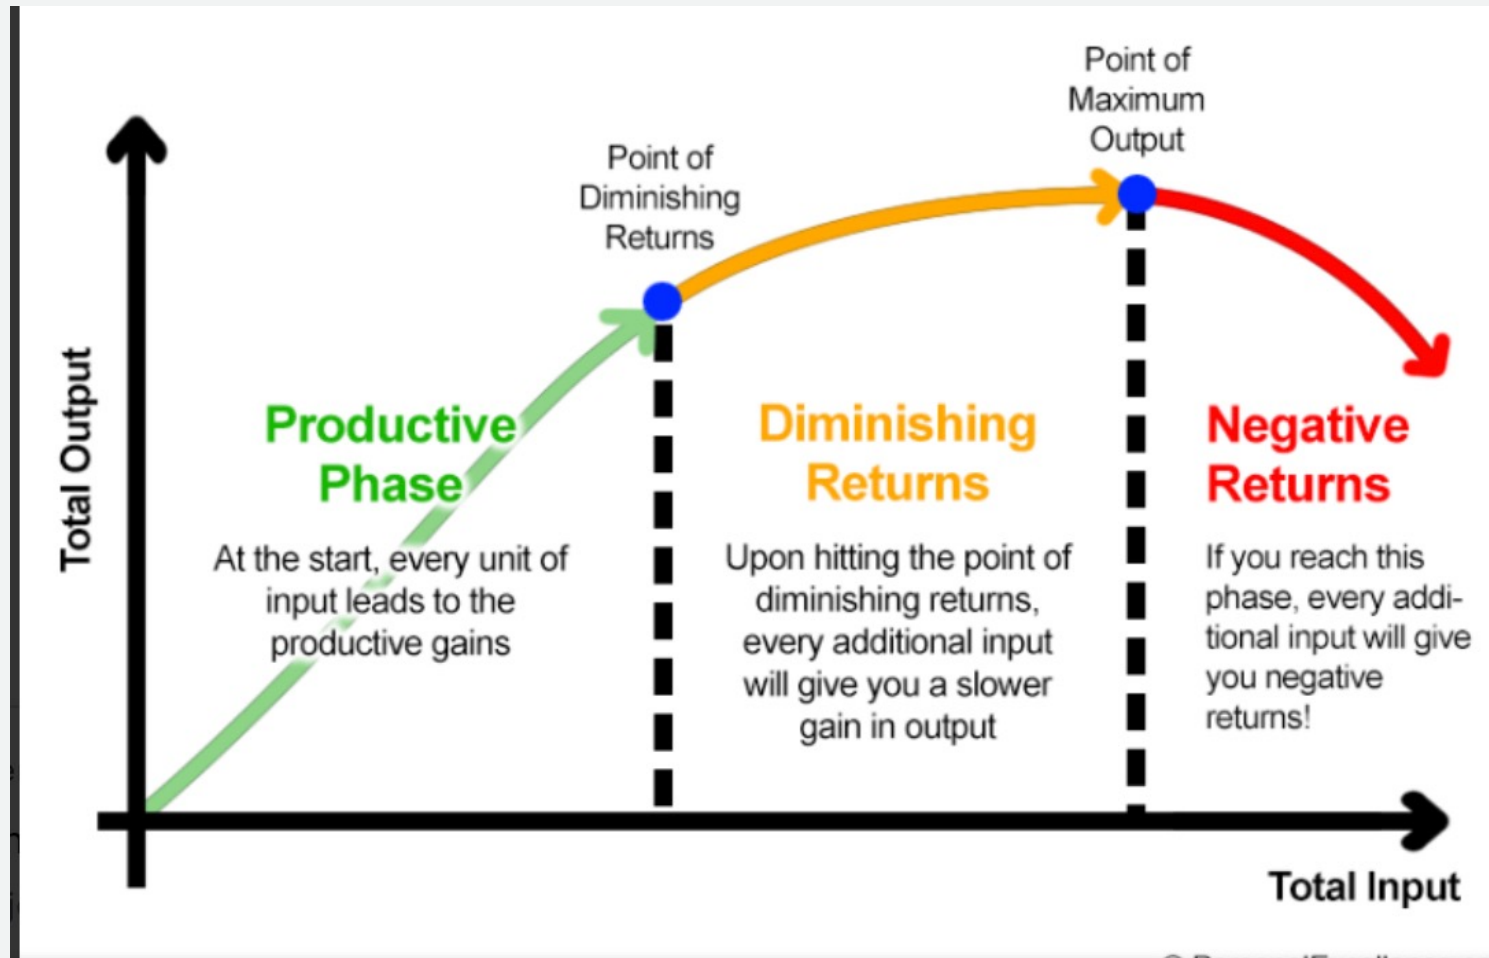 Point of
Maximum
Output
Point of
Diminishing
Returns
Total Output
Productive
Phase
At the start, every unit of
input leads to the
productive gains
Diminishing
Returns
Upon hitting the point of
diminishing returns,
every additional input
will give you a slower
gain in output
Negative
Returns
If you reach this
phase, every addi-
tional input will give
you negative
returns!
Total Input